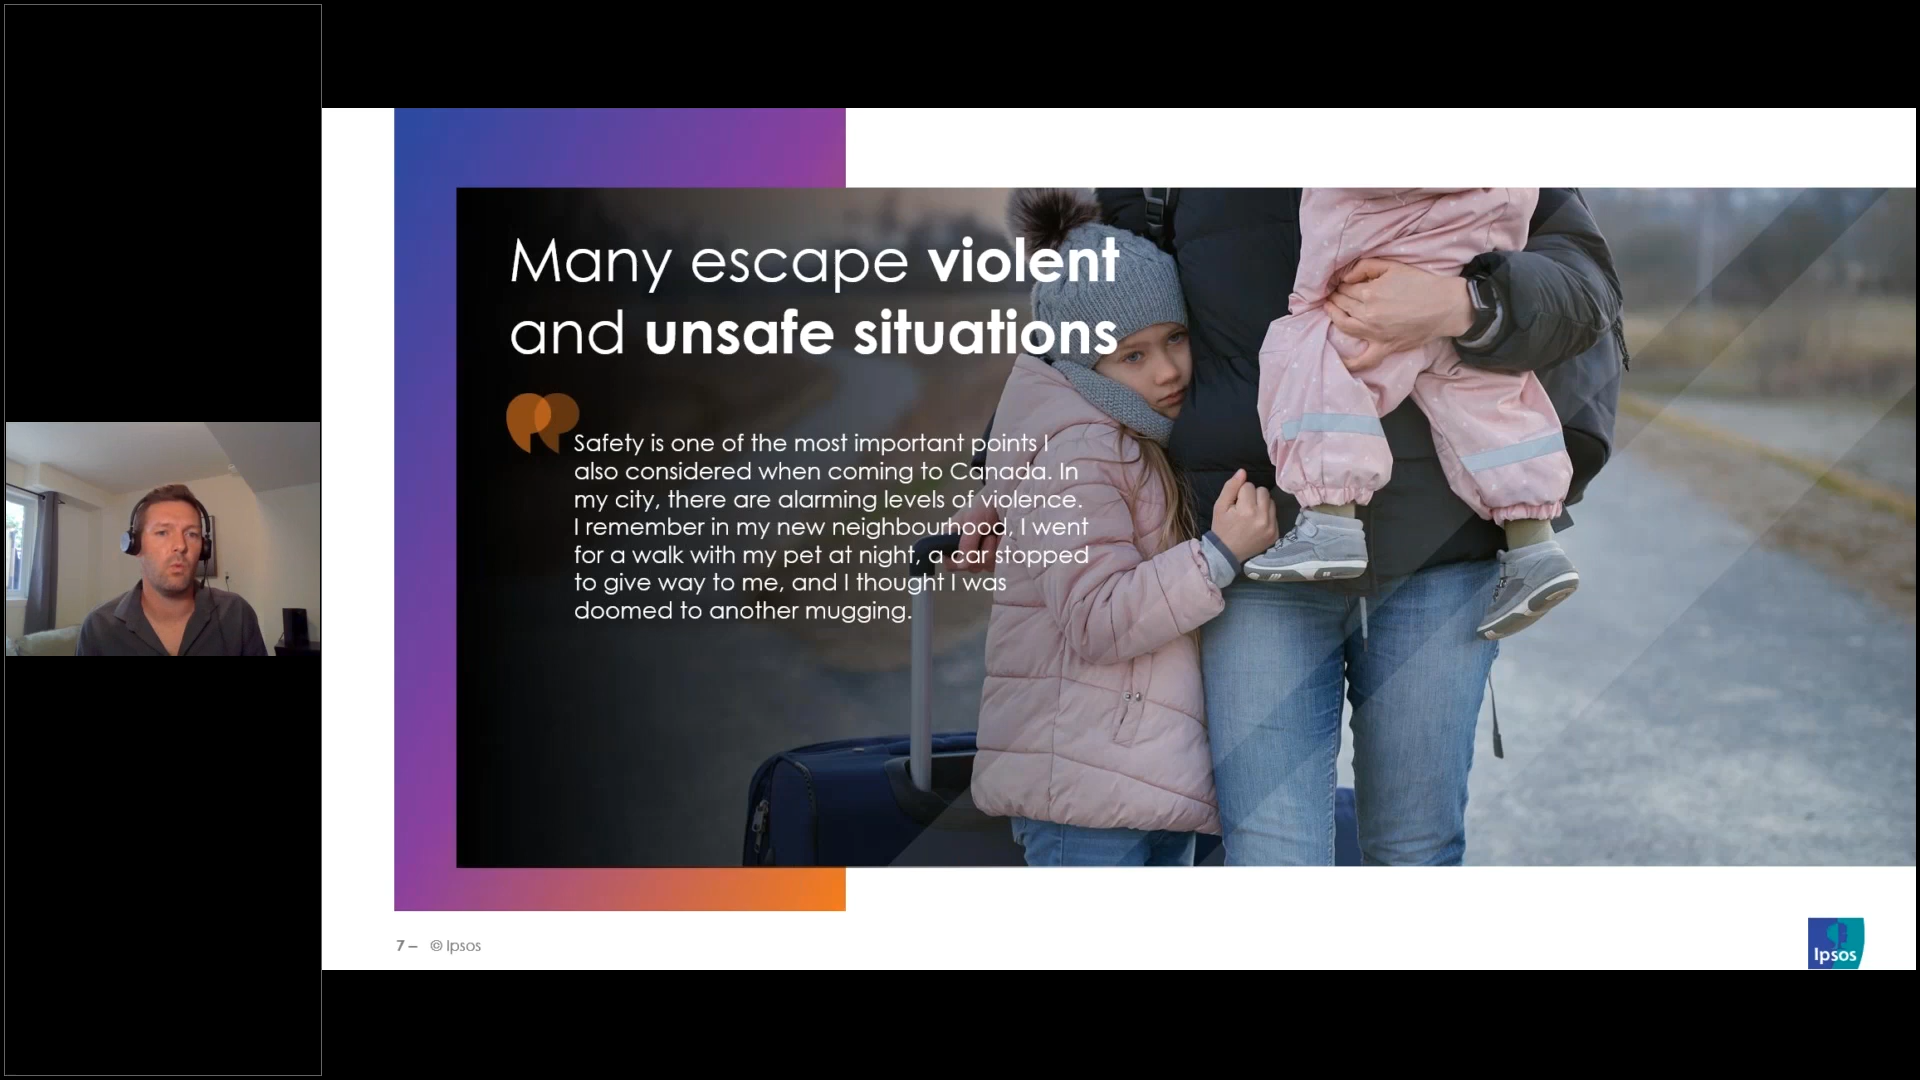 Many escape violent
and unsafe situations
Safety is one of the most important points I
also considered when coming to Canada. In
my city, there are alarming levels of violence.
I remember in my new neighbourhood, I went
for a walk with my pet at night, a car stopped
to give way to me, and I thought I was
doomed to another mugging.
7 – © Ipsos
Ipsos